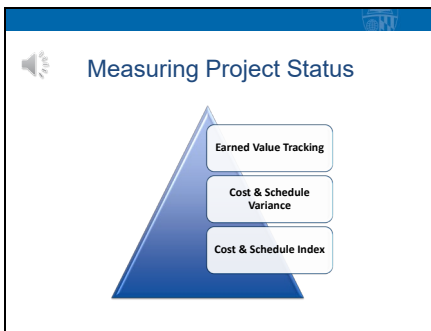 Measuring Project Status
Earned Value Tracking
Cost & Schedule
Variance
Cost & Schedule Index